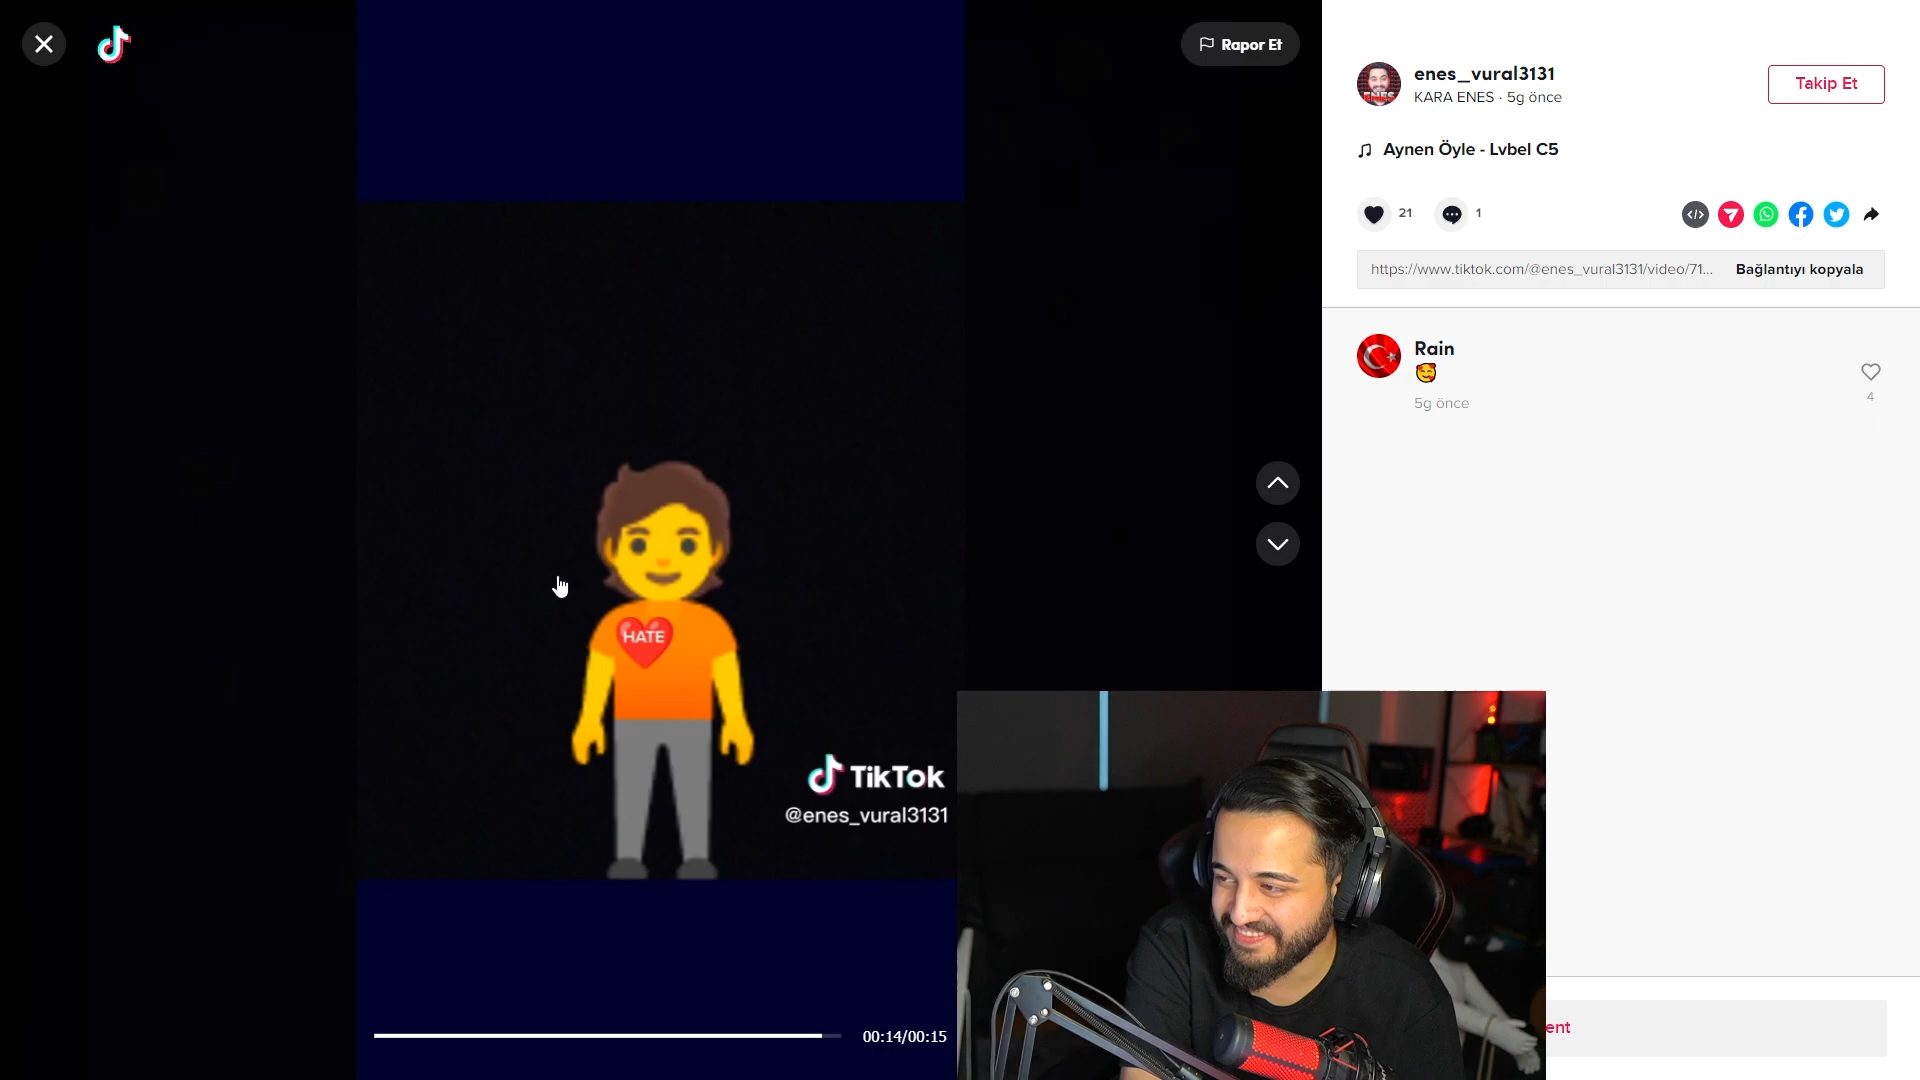 Rapor Et
enes_vural3131
KARA ENES · 5g önce
Takip Et
Aynen Öyle - Lvbel C5
21
1
https://www.tiktok.com/@enes_vural3131/video/71...
Bağlantıyı kopyala
Rain
5g önce
4
HATE
TikTok
@enes_vural3131
00:14/00:15
ent